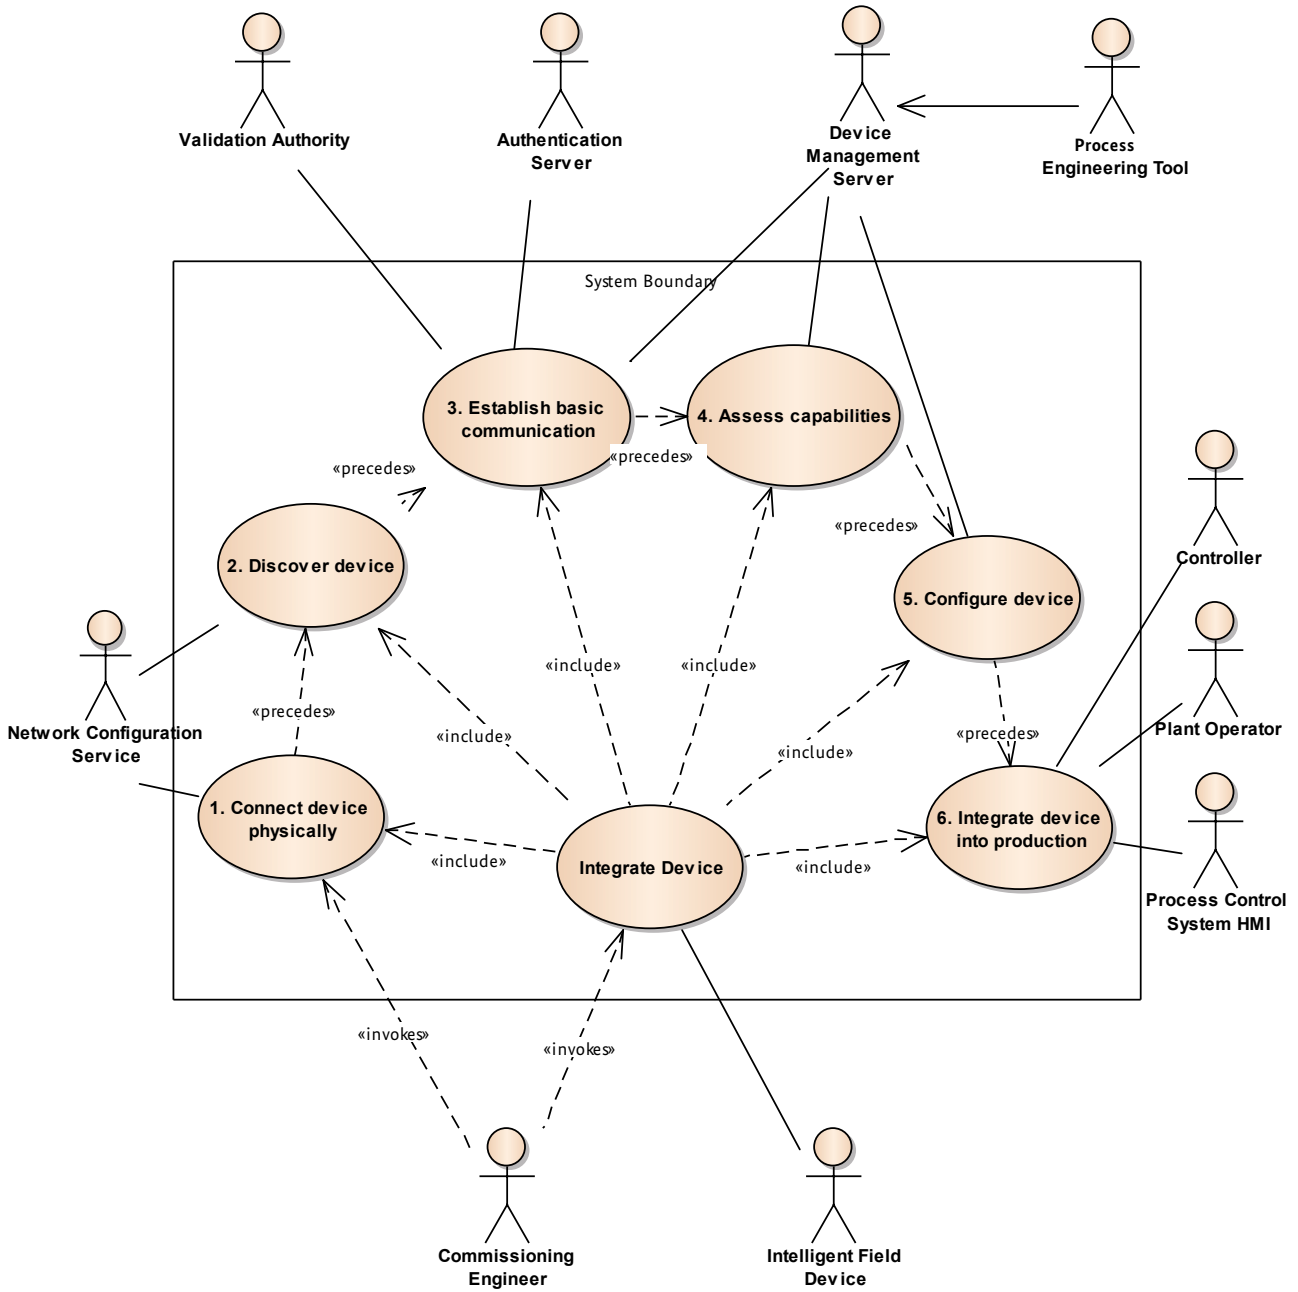 Validation Authority
Authentication
Server
Device
Management
Server
Process
Engineering Tool
System Boundary
3. Establish basic
communication
4. Assess capabilities
«precedes»
«precedes»
«precedes»
2. Discover device
5. Configure device
Controller
Network Configuration
Service
«precedes»
«include»
«include»
«include»
«include»
«precedes»
Plant Operator
1. Connect device
physically
«include»
Integrate Device
«include»
6. Integrate device
into production
Process Control
System HMI
«invokes»
«invokes»
Commissioning
Engineer
Intelligent Field
Device